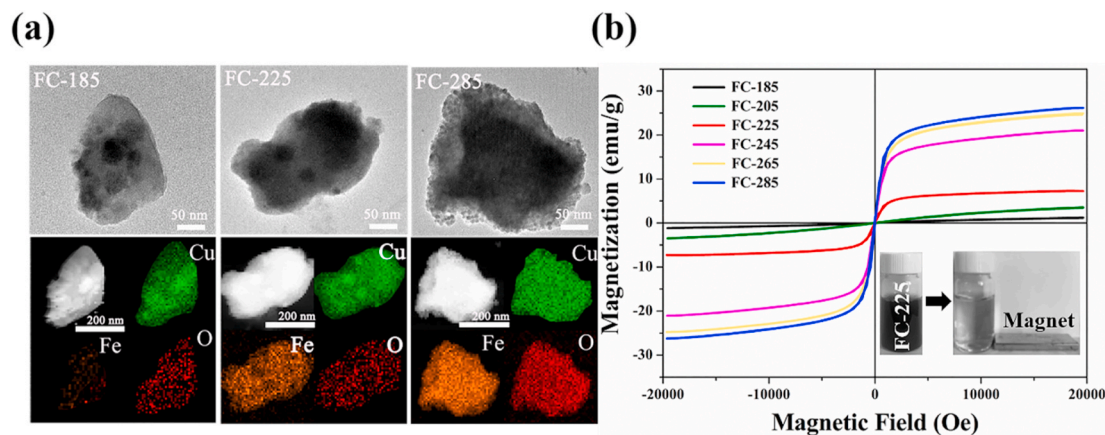 (a)
FC-185
FC-225
FC-285
50 nm
50 nm
50 nm
Cu
Cu
Cu
200 nm
200 nm
200 nm
Fe
O
Fe
O
Fe
O
(b)
Magnetization (emu/g)
30
20
10
0
-10
-20
-30
FC-185
FC-205
FC-225
FC-245
FC-265
FC-285
FC-225
Magnet
-20000
-10000
0
10000
20000
Magnetic Field (Oe)